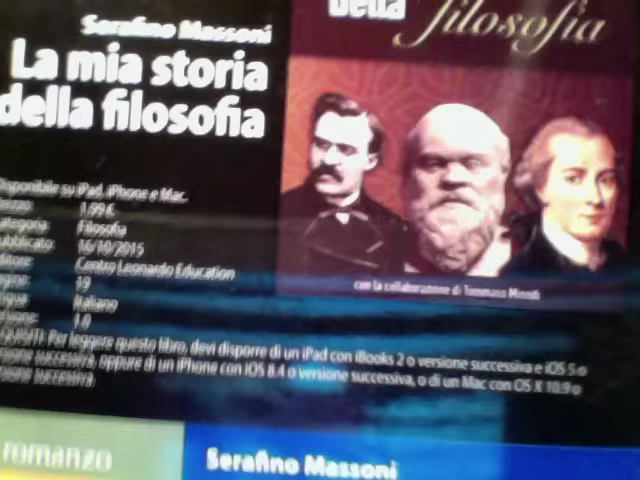 Serafino Massoni
La mia storia
della filosofia
Disponibile su iPad, iPhone e Mac.
1,99 €
Filosofia
16/10/2015
Centro Leonardo Education
19
Italiano
1.0
Per leggere questo libro, devi disporre di un iPad con iBooks 2 o versione successiva e iOS 5 o
successiva, oppure di un iPhone con iOS 8.4 o versione successiva, o di un Mac con OS X 10.9 o
successiva
della filosofia
con la collaborazione di Tommaso
romanzo
Serafino Massoni